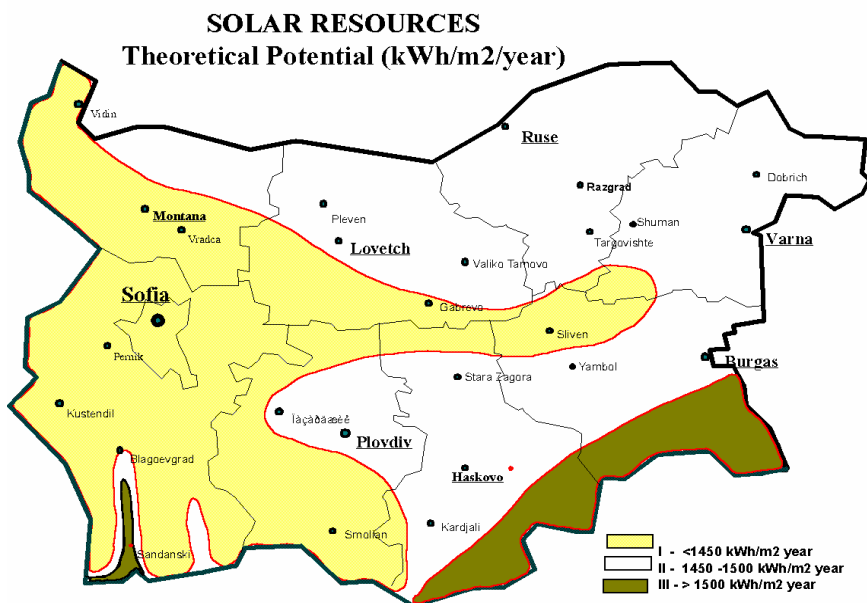 SOLAR RESOURCES
Theoretical Potential (kWh/m2/year)
Vidin
Ruse
Razgrad
Dobrich
Montana
Pleven
Vradca
Lovetch
Shuman
Targovishte
Varna
Valiko Tarnovo
Sofia
Gabrevo
Sliven
Pernik
Burgas
Yambol
Stara Zagora
Kustendil
Ïàçàðäæèê
Plovdiv
Blagoevgrad
Haskovo
Kardjali
Smolian
Sandanski
I - <1450 kWh/m2 year
II - 1450 -1500 kWh/m2 year
III - > 1500 kWh/m2 year